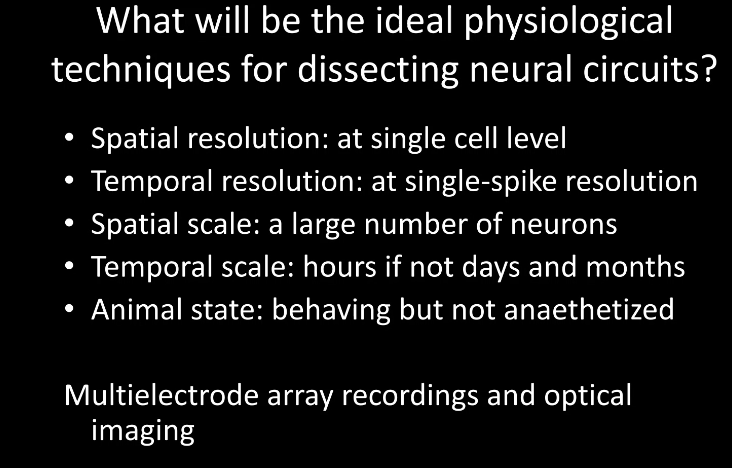 What will be the ideal physiological
techniques for dissecting neural circuits?
• Spatial resolution: at single cell level
• Temporal resolution: at single-spike resolution
• Spatial scale: a large number of neurons
• Temporal scale: hours if not days and months
• Animal state: behaving but not anaethetized
Multielectrode array recordings and optical
imaging